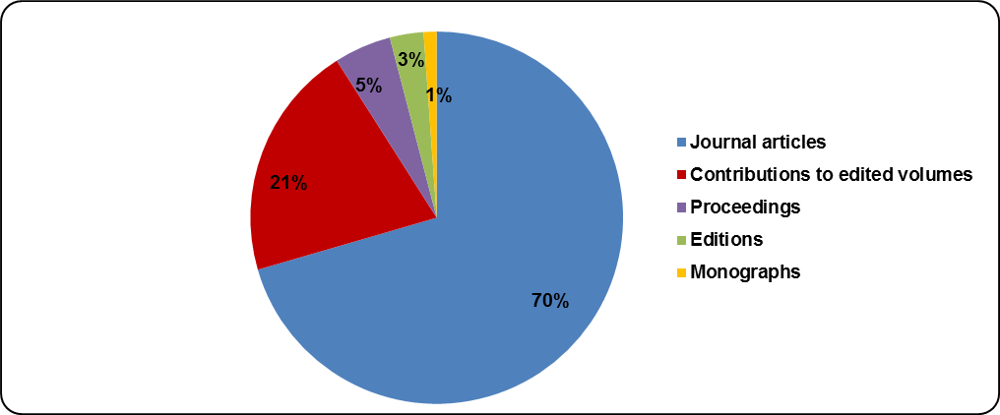 3%
5%
1%
21%
70%
Journal articles
Contributions to edited volumes
Proceedings
Editions
Monographs